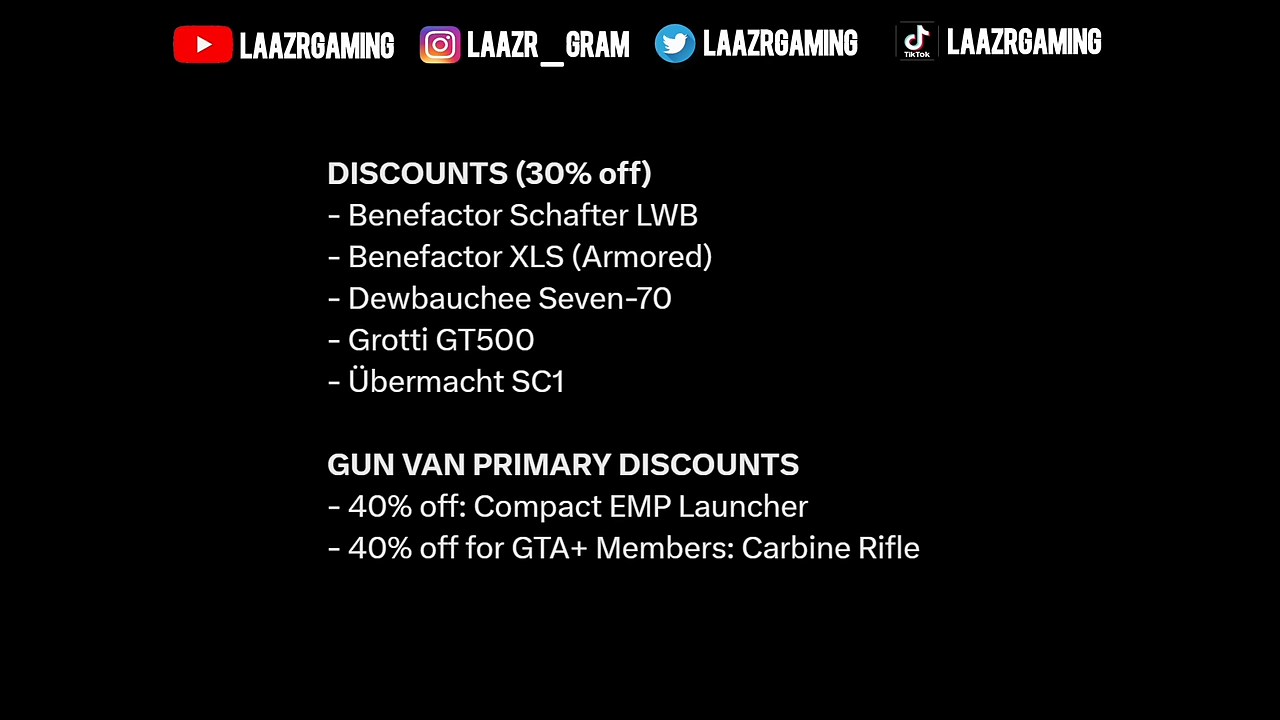 LAAZRGAMING LAAZR__GRAM LAAZRGAMING TikTok LAAZRGAMING
DISCOUNTS (30% off)
- Benefactor Schafter LWB
- Benefactor XLS (Armored)
- Dewbauchee Seven-70
- Grotti GT500
- Übermacht SC1
GUN VAN PRIMARY DISCOUNTS
- 40% off: Compact EMP Launcher
- 40% off for GTA+ Members: Carbine Rifle